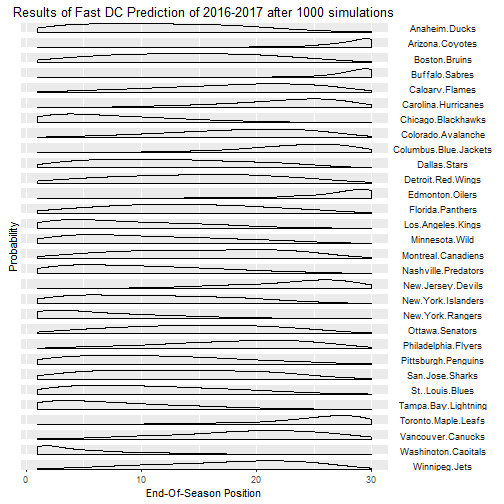 Results of Fast DC Prediction of 2016-2017 after 1000 simulations
Anaheim.Ducks
Arizona.Coyotes
Boston.Bruins
Buffalo.Sabres
Calgary.Flames
Carolina.Hurricanes
Chicago.Blackhawks
Colorado.Avalanche
Columbus.Blue.Jackets
Dallas.Stars
Detroit.Red.Wings
Edmonton.Oilers
Florida.Panthers
Los.Angeles.Kings
Minnesota.Wild
Montreal.Canadiens
Nashville.Predators
New.Jersey.Devils
New.York.Islanders
New.York.Rangers
Ottawa.Senators
Philadelphia.Flyers
Pittsburgh.Penguins
San.Jose.Sharks
St..Louis.Blues
Tampa.Bay.Lightning
Toronto.Maple.Leafs
Vancouver.Canucks
Washington.Capitals
Winnipeg.Jets
Probability
0 10 20 30
End-Of-Season Position